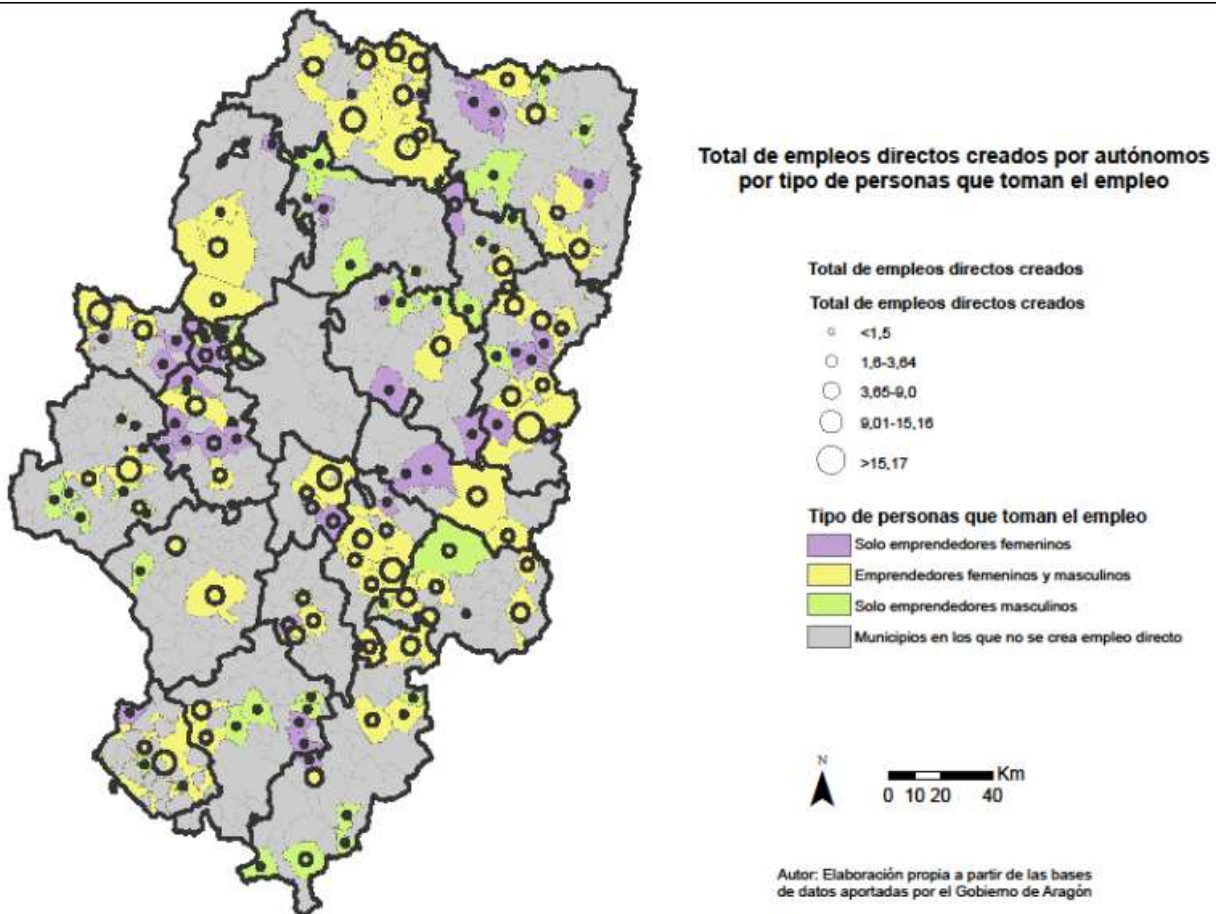 Total de empleos directos creados por autónomos
por tipo de personas que toman el empleo
Total de empleos directos creados
Total de empleos directos creados
<1,5
1,6-3,64
3,65-9,0
9,01-15,16
>15,17
Tipo de personas que toman el empleo
Solo emprendedores femeninos
Emprendedores femeninos y masculinos
Solo emprendedores masculinos
Municipios en los que no se crea empleo directo
N
Km
0 10 20 40
Autor: Elaboración propia a partir de las bases
de datos aportadas por el Gobierno de Aragón